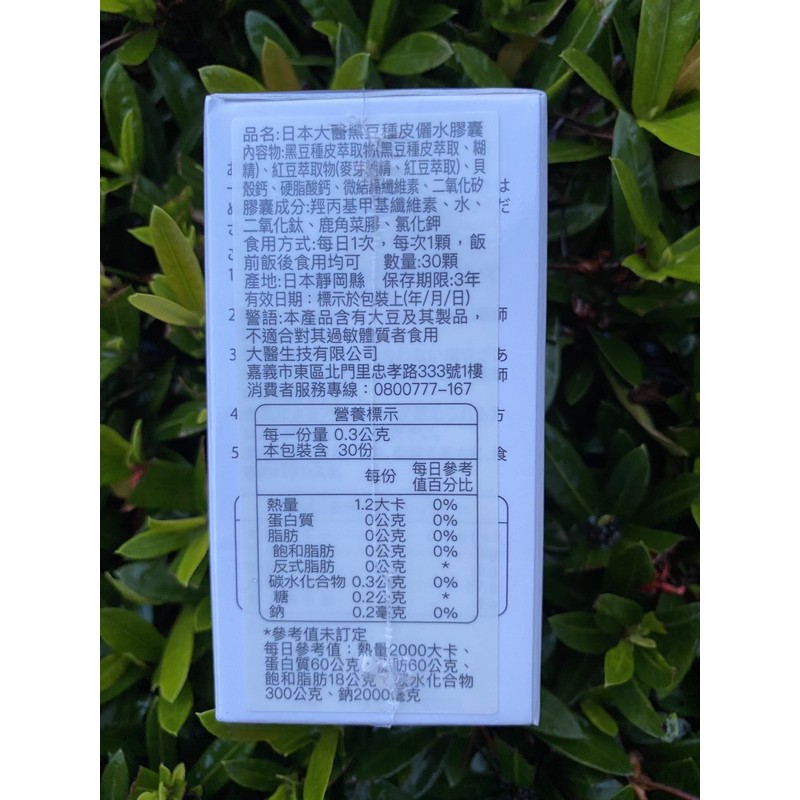 品名:日本大醫黑豆種皮儷水膠囊
內容物:黑豆種皮萃取物(黑豆種皮萃取、糊
精)、紅豆萃取物(麥芽糊精、紅豆萃取)、貝
殼鈣、硬脂酸鈣、微結晶纖維素、二氧化矽
膠囊成分:羥丙基甲基纖維素、水、
二氧化鈦、鹿角菜膠、氯化鉀
食用方式:每日1次，每次1顆，飯
前飯後食用均可 數量:30顆
產地:日本靜岡縣 保存期限:3年
有效日期：標示於包裝上(年/月/日)
警語:本產品含有大豆及其製品，
不適合對其過敏體質者食用
大醫生技有限公司
嘉義市東區北門里忠孝路333號1樓
消費者服務專線：0800777-167
營養標示
每一份量 0.3公克
本包裝含 30份
每份 每日參考
值百分比
熱量 1.2大卡 0%
蛋白質 0公克 0%
脂肪 0公克 0%
飽和脂肪 0公克 0%
反式脂肪 0公克 *
碳水化合物 0.3公克 0%
糖 0.2公克 *
鈉 0.2毫克 0%
*參考值未訂定
每日參考值：熱量2000大卡、
蛋白質60公克、脂肪60公克、
飽和脂肪18公克、碳水化合物
300公克、鈉2000毫克